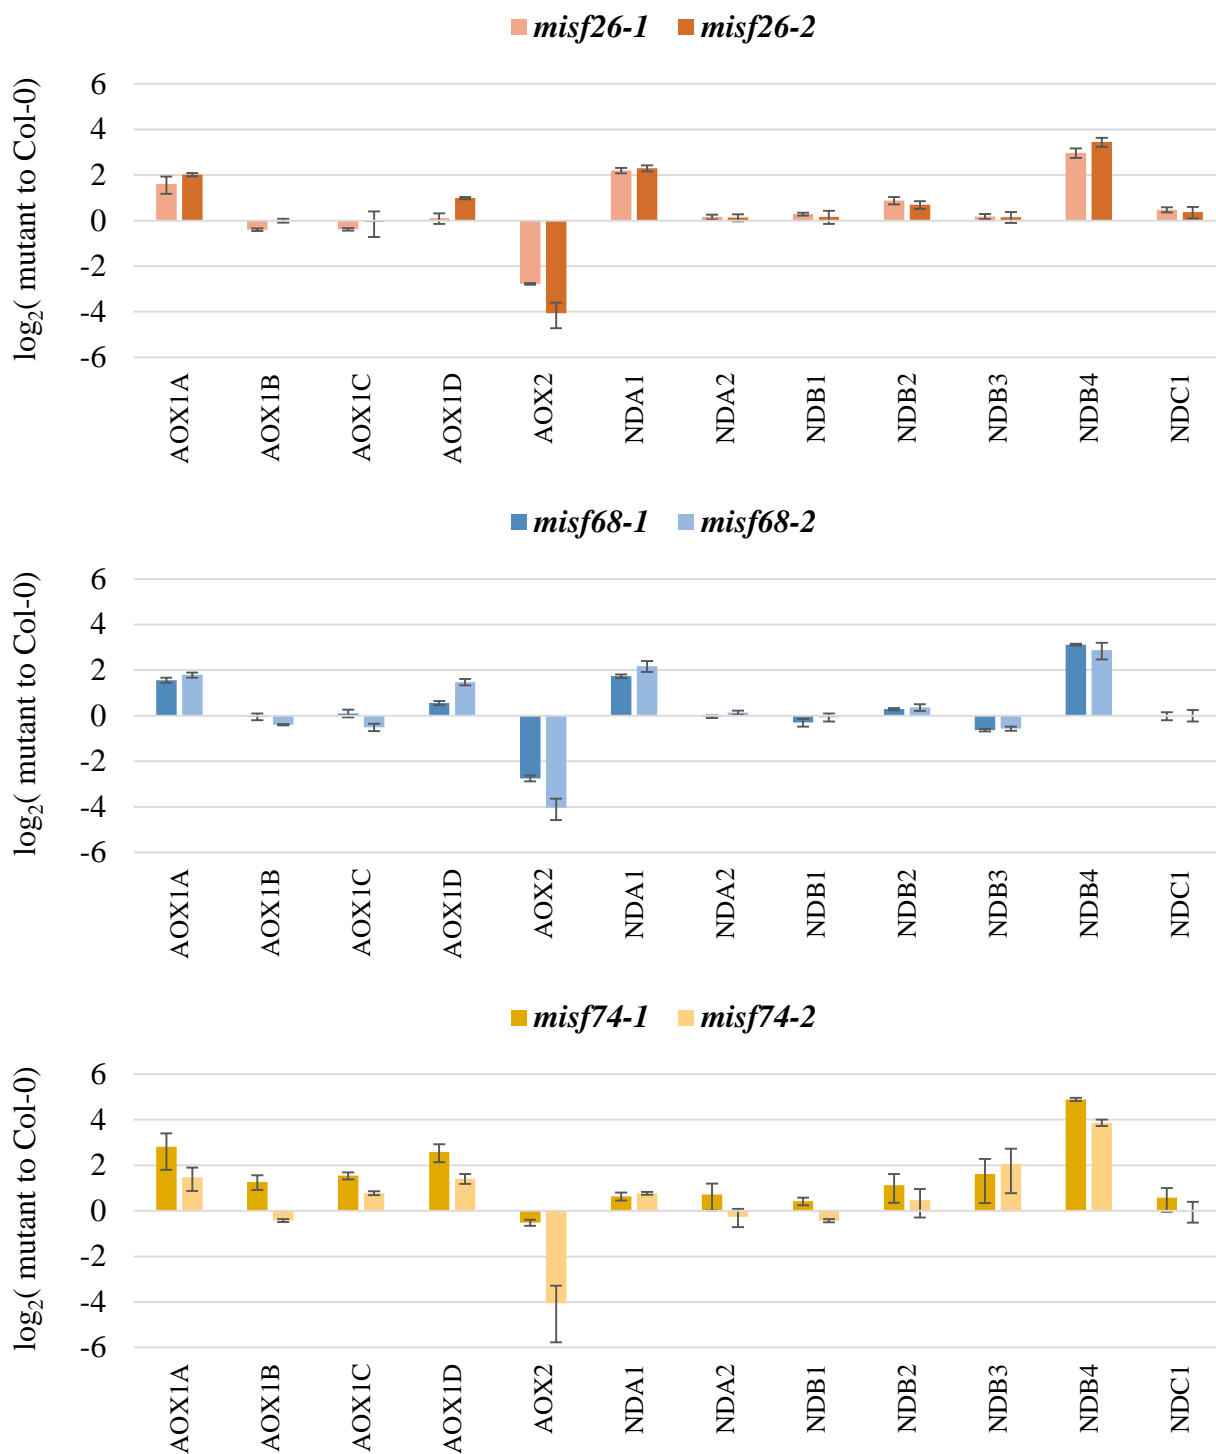 misf26-1 misf26-2
log₂( mutant to Col-0)
6
4
2
0
-2
-4
-6
AOX1A AOX1B AOX1C AOX1D AOX2 NDA1 NDA2 NDB1 NDB2 NDB3 NDB4 NDC1
misf68-1 misf68-2
log₂( mutant to Col-0)
6
4
2
0
-2
-4
-6
AOX1A AOX1B AOX1C AOX1D AOX2 NDA1 NDA2 NDB1 NDB2 NDB3 NDB4 NDC1
misf74-1 misf74-2
log₂( mutant to Col-0)
6
4
2
0
-2
-4
-6
AOX1A AOX1B AOX1C AOX1D AOX2 NDA1 NDA2 NDB1 NDB2 NDB3 NDB4 NDC1